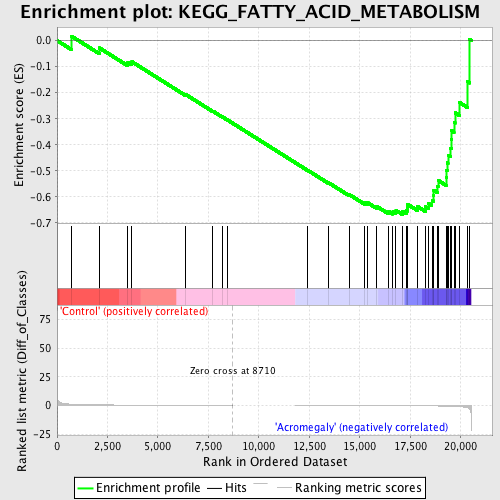 Enrichment plot: KEGG_FATTY_ACID_METABOLISM
Enrichment score (ES)
0.0
-0.1
-0.2
-0.3
-0.4
-0.5
-0.6
-0.7
'Control' (positively correlated)
Ranked list metric (Diff_of_Classes)
75
50
25
0
-25
Zero cross at 8710
'Acromegaly' (negatively correlated)
0 2,500 5,000 7,500 10,000 12,500 15,000 17,500 20,000
Rank in Ordered Dataset
Enrichment profile Hits Ranking metric scores